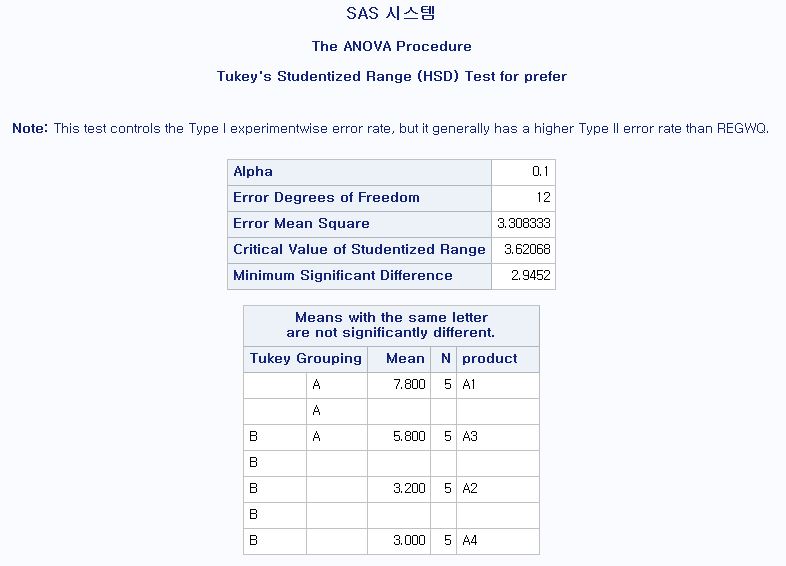 SAS 시스템
The ANOVA Procedure
Tukey's Studentized Range (HSD) Test for prefer
Note: This test controls the Type I experimentwise error rate, but it generally has a higher Type II error rate than REGWQ.
Alpha 0.1
Error Degrees of Freedom 12
Error Mean Square 3.308333
Critical Value of Studentized Range 3.62068
Minimum Significant Difference 2.9452
Means with the same letter
are not significantly different.
Tukey Grouping Mean N product
A 7.800 5 A1
A
B A 5.800 5 A3
B
B 3.200 5 A2
B
B 3.000 5 A4